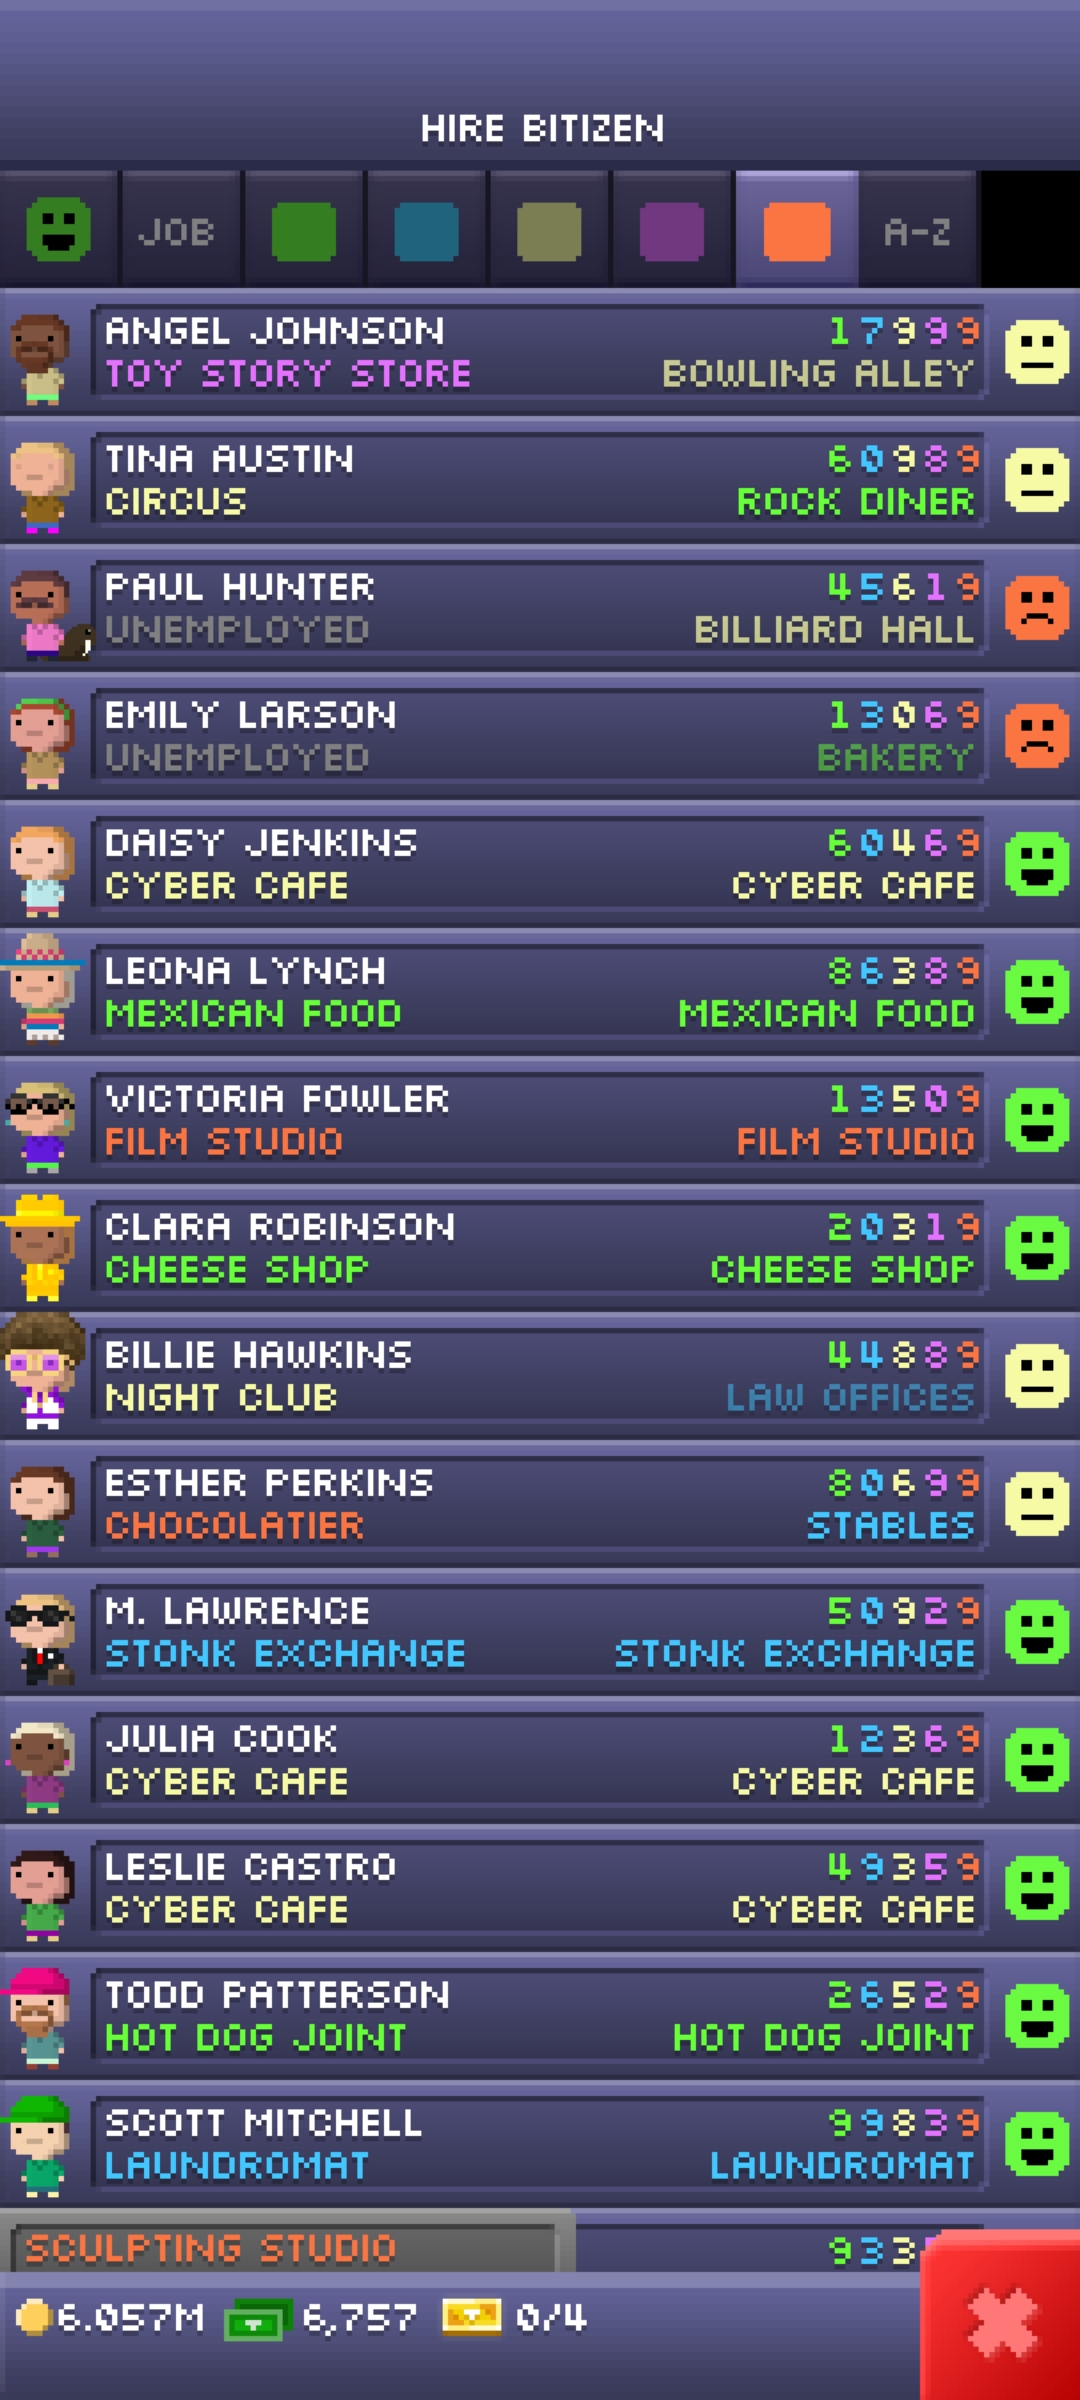 HIRE BITIZEN
JOB A-Z
ANGEL JOHNSON 17999
TOY STORY STORE BOWLING ALLEY
TINA AUSTIN 60989
CIRCUS ROCK DINER
PAUL HUNTER 45619
UNEMPLOYED BILLIARD HALL
EMILY LARSON 13069
UNEMPLOYED BAKERY
DAISY JENKINS 60469
CYBER CAFE CYBER CAFE
LEONA LYNCH 86389
MEXICAN FOOD MEXICAN FOOD
VICTORIA FOWLER 13509
FILM STUDIO FILM STUDIO
CLARA ROBINSON 20319
CHEESE SHOP CHEESE SHOP
BILLIE HAWKINS 44889
NIGHT CLUB LAW OFFICES
ESTHER PERKINS 80699
CHOCOLATIER STABLES
M. LAWRENCE 50929
STONK EXCHANGE STONK EXCHANGE
JULIA COOK 12369
CYBER CAFE CYBER CAFE
LESLIE CASTRO 49359
CYBER CAFE CYBER CAFE
TODD PATTERSON 26529
HOT DOG JOINT HOT DOG JOINT
SCOTT MITCHELL 99839
LAUNDROMAT LAUNDROMAT
SCULPTING STUDIO 933
6.057M 6,757 0/4